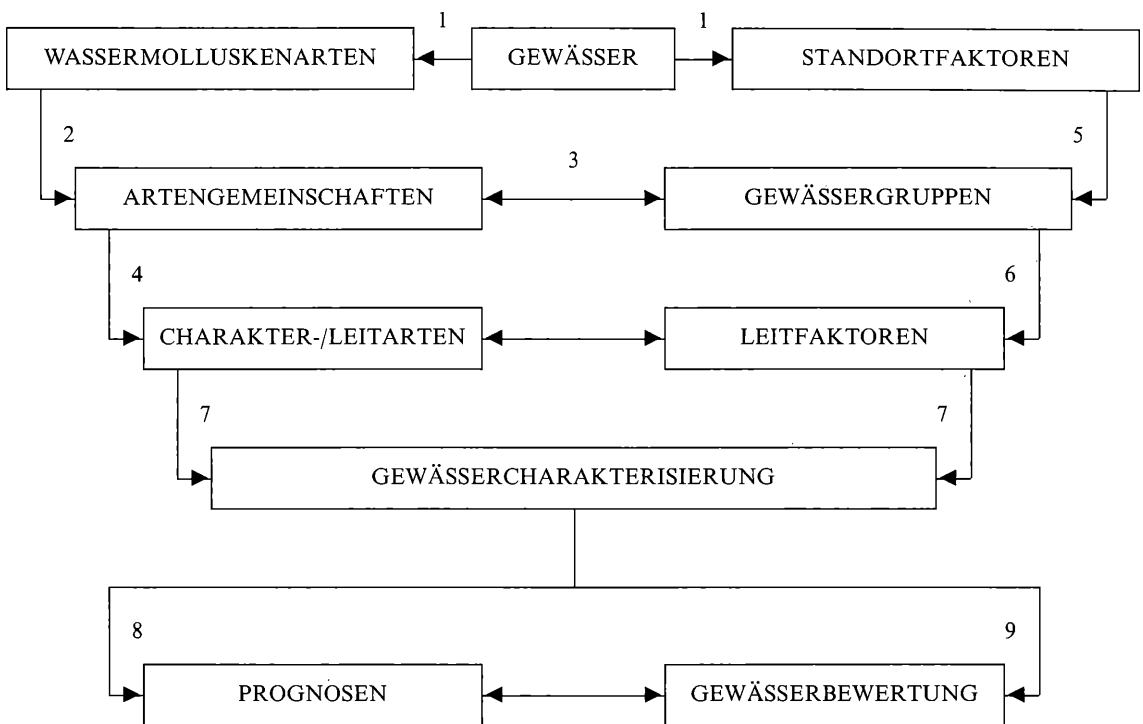 1 1
WASSERMOLLUSKENARTEN GEWÄSSER STANDORTFAKTOREN
2 3 5
ARTENGEMEINSCHAFTEN GEWÄSSERGRUPPEN
4 6
CHARAKTER-/LEITARTEN LEITFAKTOREN
7 7
GEWÄSSERCHARAKTERISIERUNG
8 9
PROGNOSEN GEWÄSSERBEWERTUNG